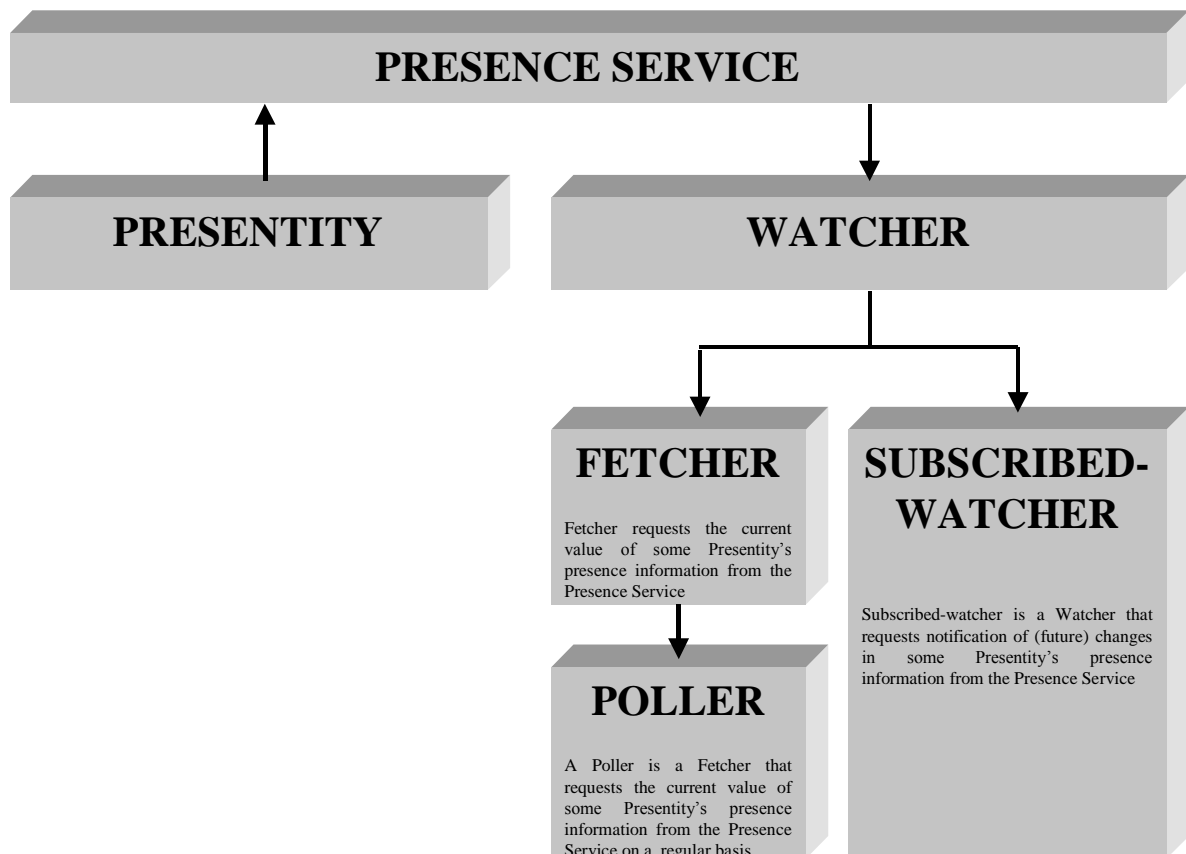 PRESENCE SERVICE
PRESENTITY
WATCHER
FETCHER
Fetcher requests the current
value of some Presentity’s
presence information from the
Presence Service
SUBSCRIBED-
WATCHER
Subscribed-watcher is a Watcher that
requests notification of (future) changes
in some Presentity’s presence
information from the Presence Service
POLLER
A Poller is a Fetcher that
requests the current value of
some Presentity’s presence
information from the Presence
Service on a regular basis